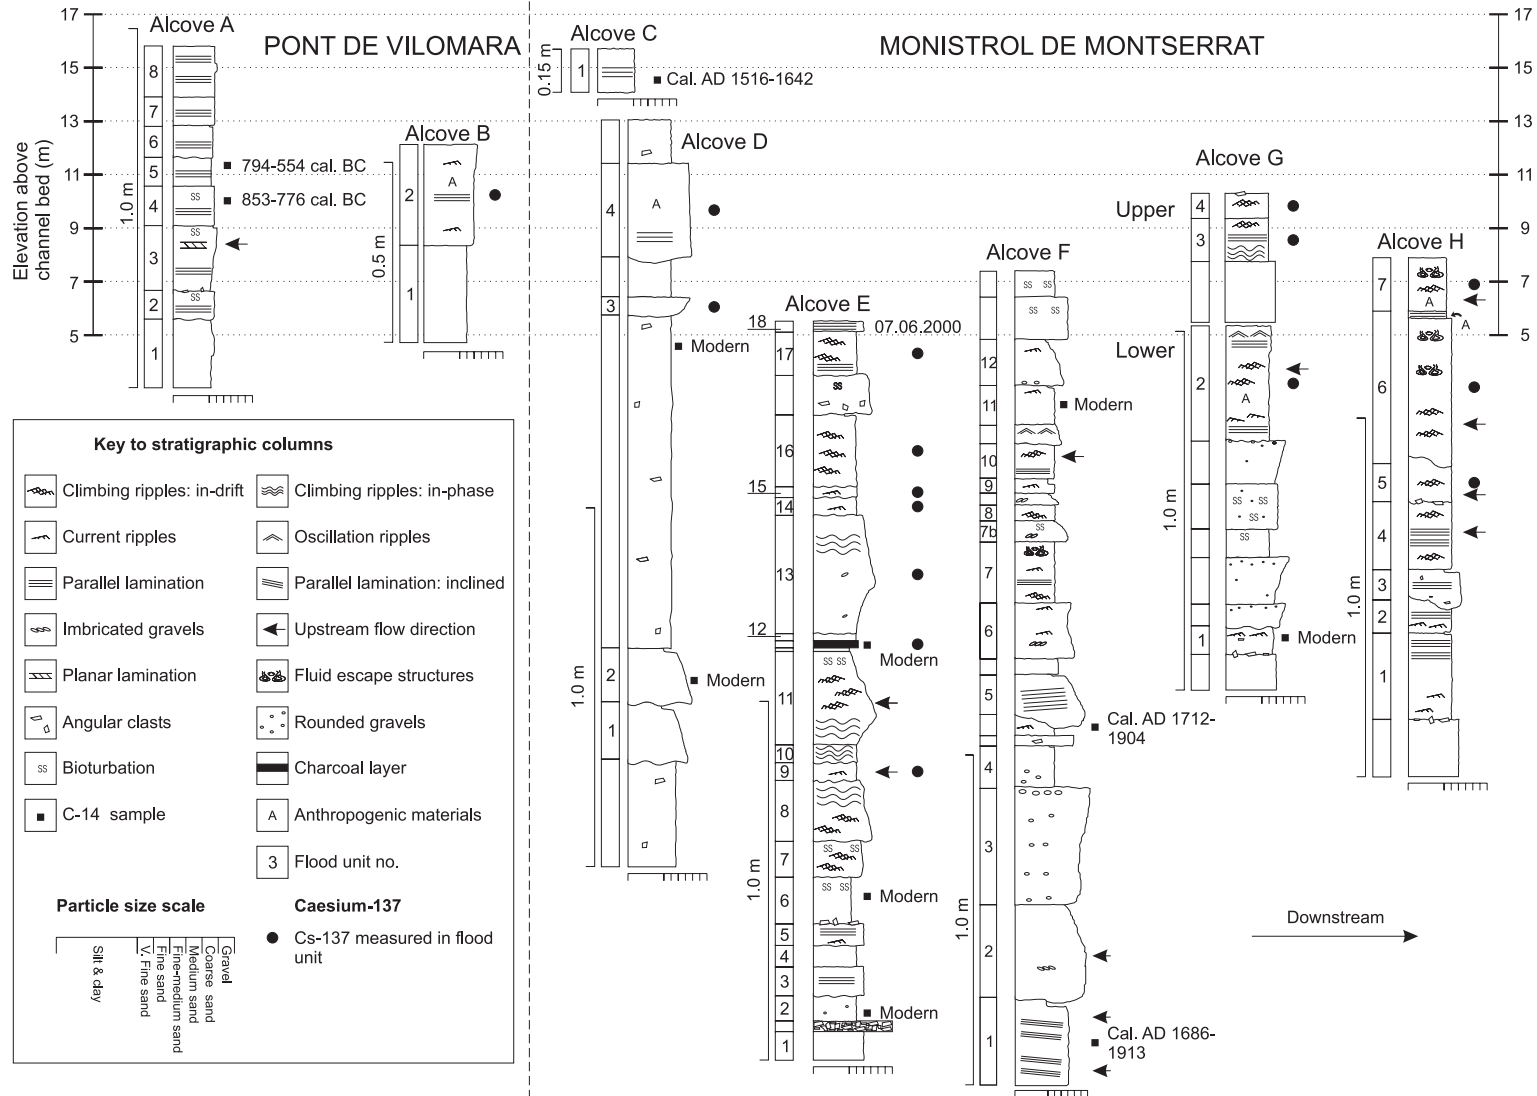 17
15
13
11
9
7
5
Elevation above
channel bed (m)
17
15
13
11
9
7
5
PONT DE VILOMARA
MONISTROL DE MONTSERRAT
Alcove A
1.0 m
8
7
6
5
4
3
2
1
SS
SS
SS
794-554 cal. BC
853-776 cal. BC
Alcove B
0.5 m
2
1
A
Alcove C
0.15 m
1
Cal. AD 1516-1642
Alcove D
1.0 m
4
3
2
1
A
Modern
Modern
Alcove E
07.06.2000
1.0 m
18
17
16
15
14
13
12
11
10
9
8
7
6
5
4
3
2
1
SS
SS SS
SS SS
SS SS
Modern
Modern
Modern
Alcove F
1.0 m
12
11
10
9
8
7b
7
6
5
4
3
2
1
SS SS
SS SS
SS
Modern
Cal. AD 1712-
1904
Cal. AD 1686-
1913
Alcove G
Upper
4
3
Lower
1.0 m
2
1
A
SS SS
SS
SS
Modern
Alcove H
1.0 m
7
6
5
4
3
2
1
A
A
Downstream
Key to stratigraphic columns
Climbing ripples: in-drift
Climbing ripples: in-phase
Current ripples
Oscillation ripples
Parallel lamination
Parallel lamination: inclined
Imbricated gravels
Upstream flow direction
Planar lamination
Fluid escape structures
Angular clasts
Rounded gravels
SS Bioturbation
Charcoal layer
C-14 sample
A Anthropogenic materials
3 Flood unit no.
Particle size scale
Silt & clay
V. Fine sand
Fine sand
Fine-medium sand
Medium sand
Coarse sand
Gravel
Caesium-137
Cs-137 measured in flood
unit